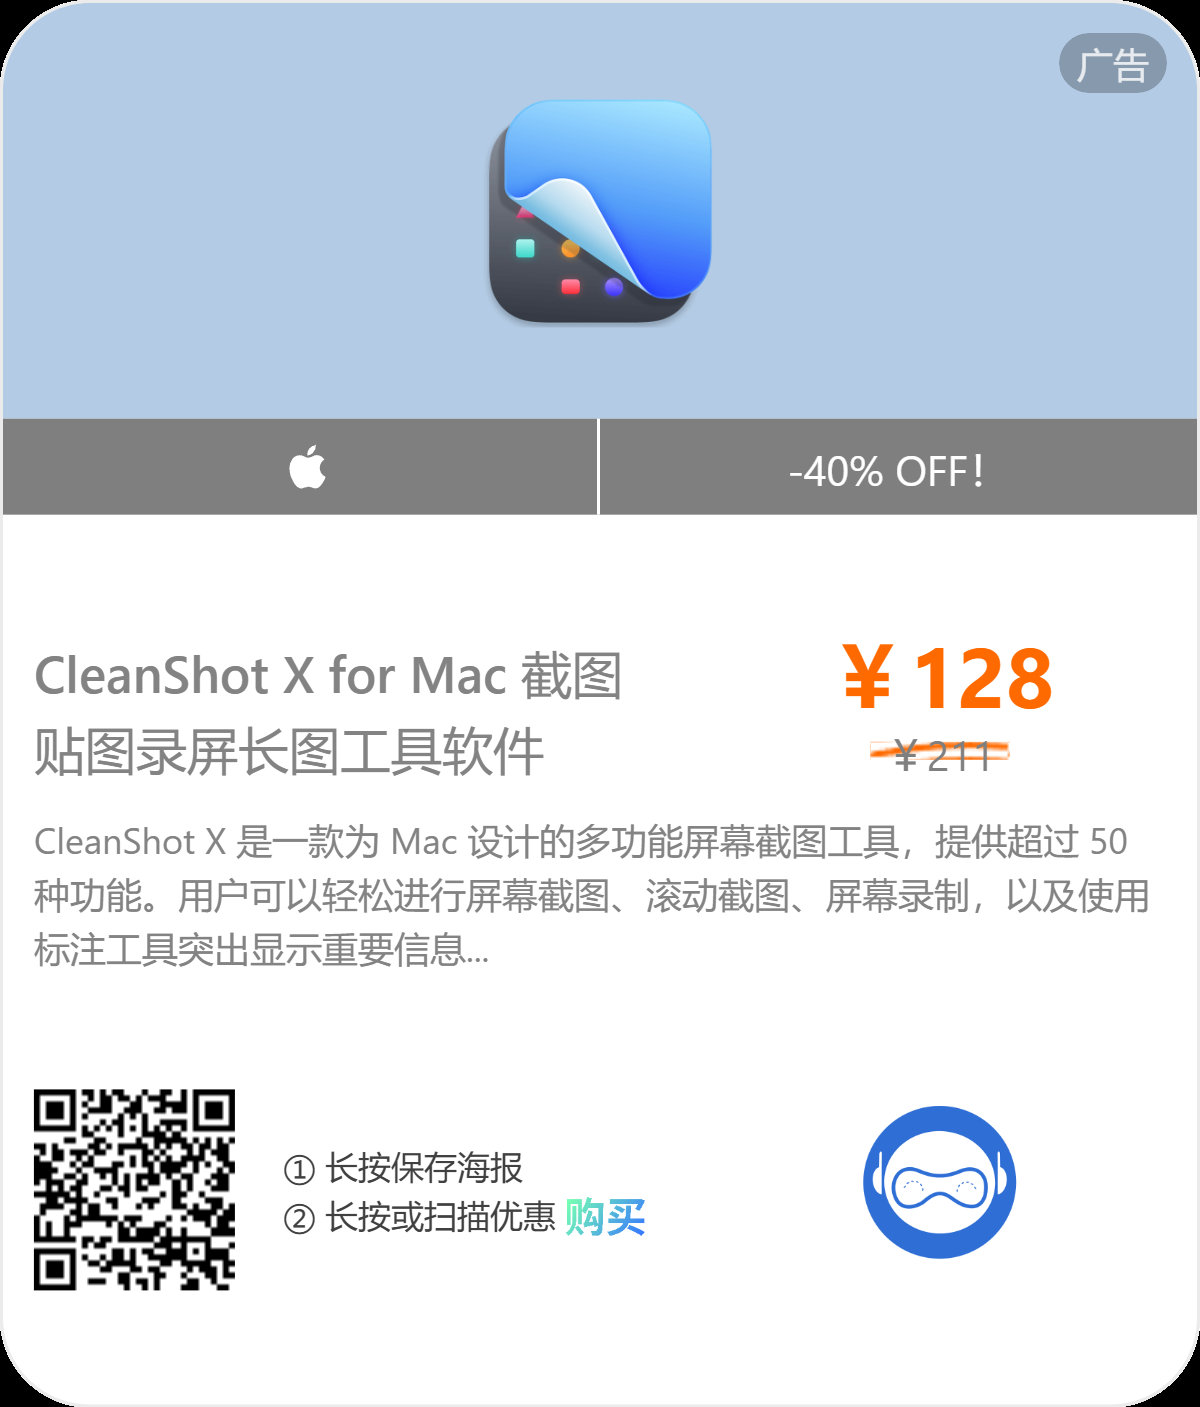 广告
-40% OFF!
CleanShot X for Mac 截图
贴图录屏长图工具软件
¥ 128
¥ 211
CleanShot X 是一款为 Mac 设计的多功能屏幕截图工具，提供超过 50
种功能。用户可以轻松进行屏幕截图、滚动截图、屏幕录制，以及使用
标注工具突出显示重要信息...
① 长按保存海报
② 长按或扫描优惠 购买